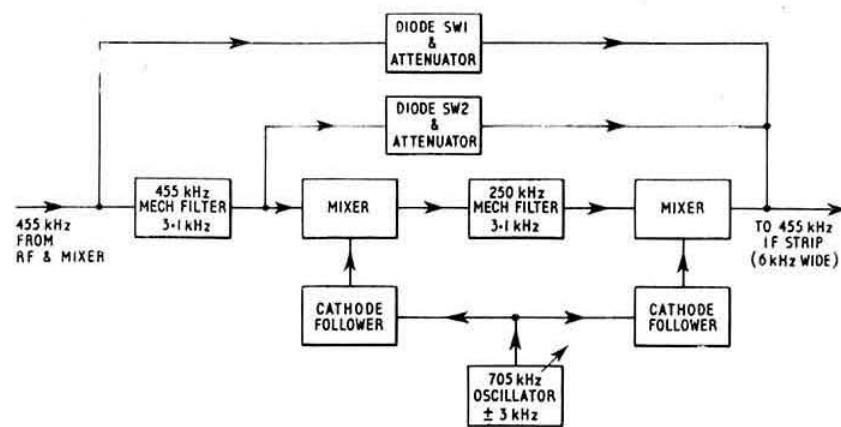 DIODE SW1
&
ATTENUATOR
DIODE SW2
&
ATTENUATOR
455 kHz
MECH FILTER
3·1 kHz
MIXER
250 kHz
MECH FILTER
3·1 kHz
MIXER
455 kHz
FROM
RF & MIXER
TO 455 kHz
IF STRIP
(6 kHz WIDE)
CATHODE
FOLLOWER
CATHODE
FOLLOWER
705 kHz
OSCILLATOR
± 3 kHz